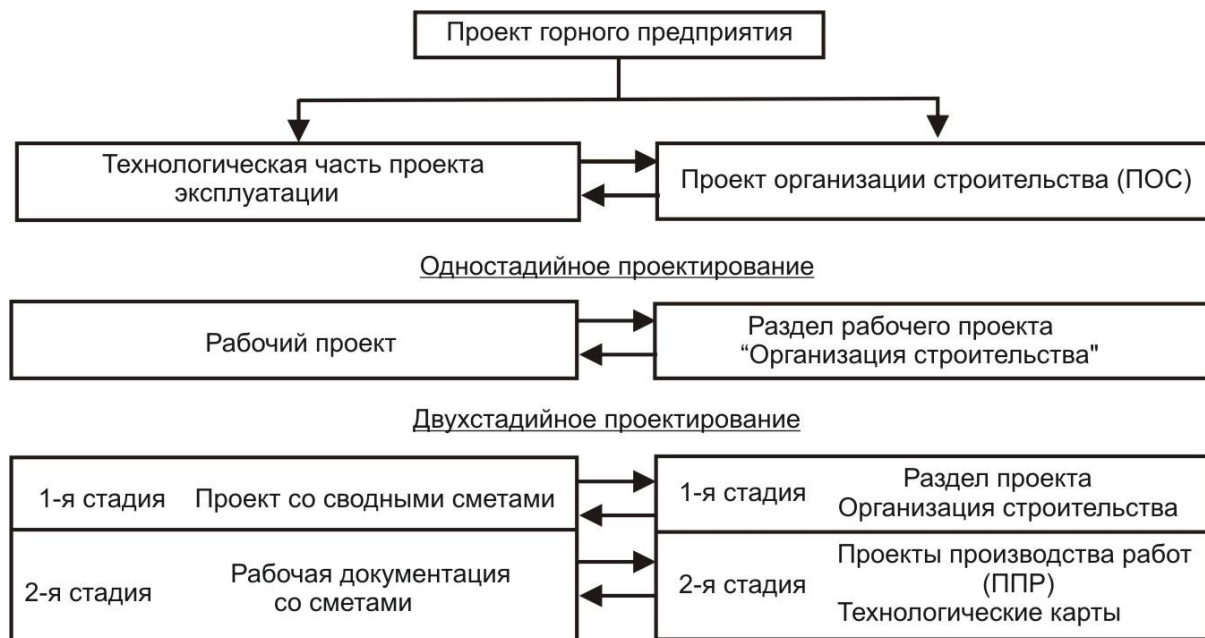 Проект горного предприятия
Технологическая часть проекта
эксплуатации
Проект организации строительства (ПОС)
Одностадийное проектирование
Рабочий проект
Раздел рабочего проекта
“Организация строительства"
Двухстадийное проектирование
1-я стадия Проект со сводными сметами
1-я стадия Раздел проекта
Организация строительства
2-я стадия Рабочая документация
со сметами
2-я стадия Проекты производства работ
(ППР)
Технологические карты